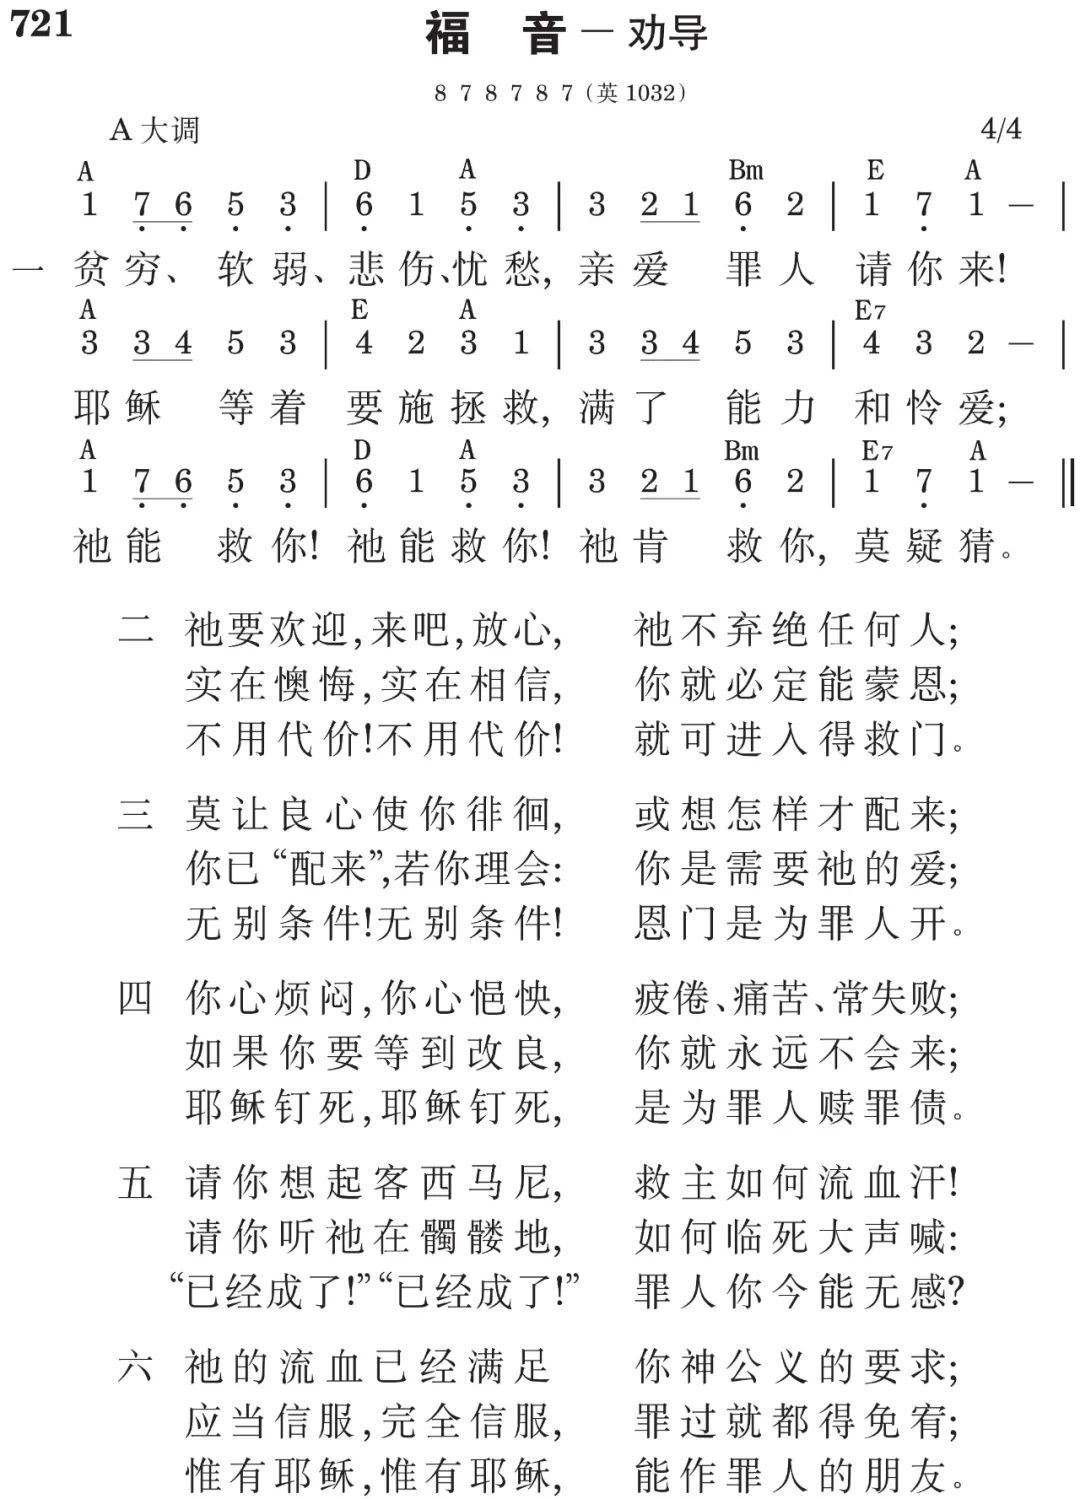 721
福 音 — 劝导
8 7 8 7 8 7 (英 1032)
A 大调 4/4
A D A Bm E A
1 7 6 5 3 | 6 1 5 3 | 3 2 1 6 2 | 1 7 1 — |
一 贫穷、软弱、悲伤、忧愁,亲爱罪人请你来!
A E A E7
3 3 4 5 3 | 4 2 3 1 | 3 3 4 5 3 | 4 3 2 — |
耶稣等着要施拯救,满了能力和怜爱;
A D A Bm E7 A
1 7 6 5 3 | 6 1 5 3 | 3 2 1 6 2 | 1 7 1 — ‖
祂能救你!祂能救你!祂肯救你,莫疑猜。
二 祂要欢迎,来吧,放心, 祂不弃绝任何人;
实在懊悔,实在相信, 你就必定能蒙恩;
不用代价!不用代价! 就可进入得救门。
三 莫让良心使你徘徊, 或想怎样才配来;
你已“配来”,若你理会: 你是需要祂的爱;
无别条件!无别条件! 恩门是为罪人开。
四 你心烦闷,你心悒怏, 疲倦、痛苦、常失败;
如果你要等到改良, 你就永远不会来;
耶稣钉死,耶稣钉死, 是为罪人赎罪债。
五 请你想起客西马尼, 救主如何流血汗!
请你听祂在髑髅地, 如何临死大声喊:
“已经成了!”“已经成了!” 罪人你今能无感?
六 祂的流血已经满足 你神公义的要求;
应当信服,完全信服, 罪过就都得免宥;
惟有耶稣,惟有耶稣, 能作罪人的朋友。